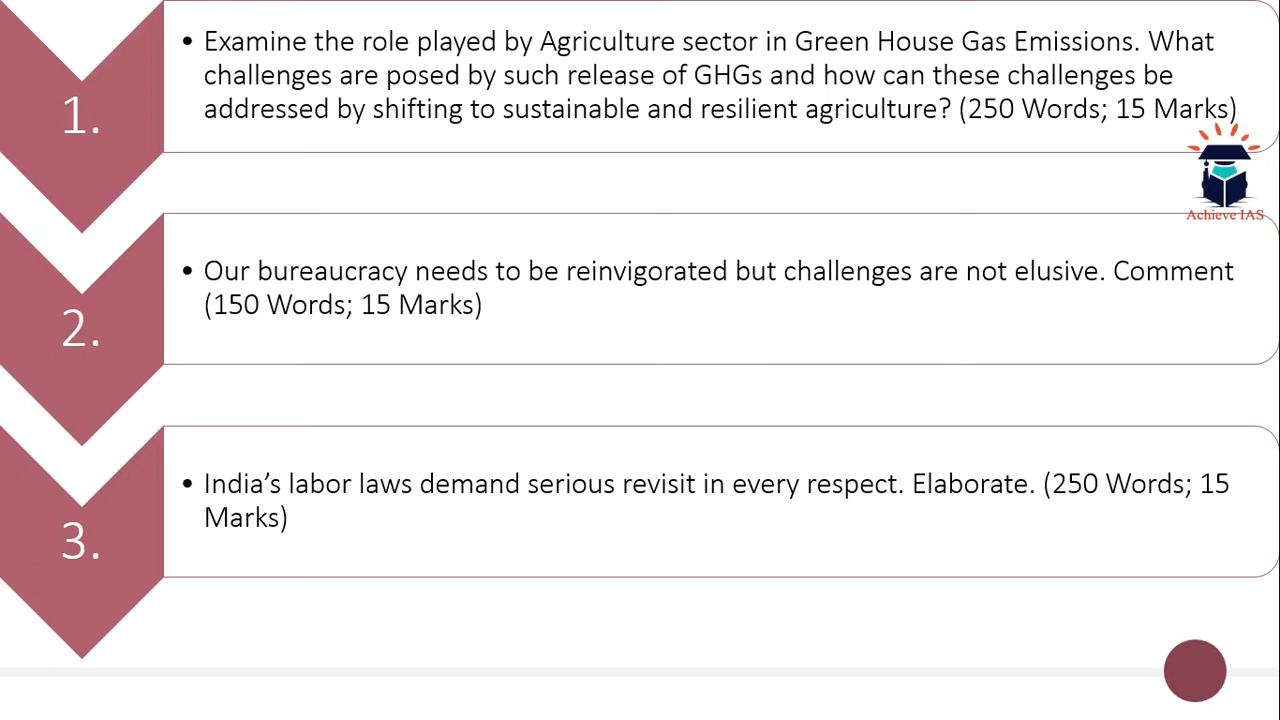 1.
• Examine the role played by Agriculture sector in Green House Gas Emissions. What
challenges are posed by such release of GHGs and how can these challenges be
addressed by shifting to sustainable and resilient agriculture? (250 Words; 15 Marks)
Achieve IAS
2.
• Our bureaucracy needs to be reinvigorated but challenges are not elusive. Comment
(150 Words; 15 Marks)
3.
• India’s labor laws demand serious revisit in every respect. Elaborate. (250 Words; 15
Marks)